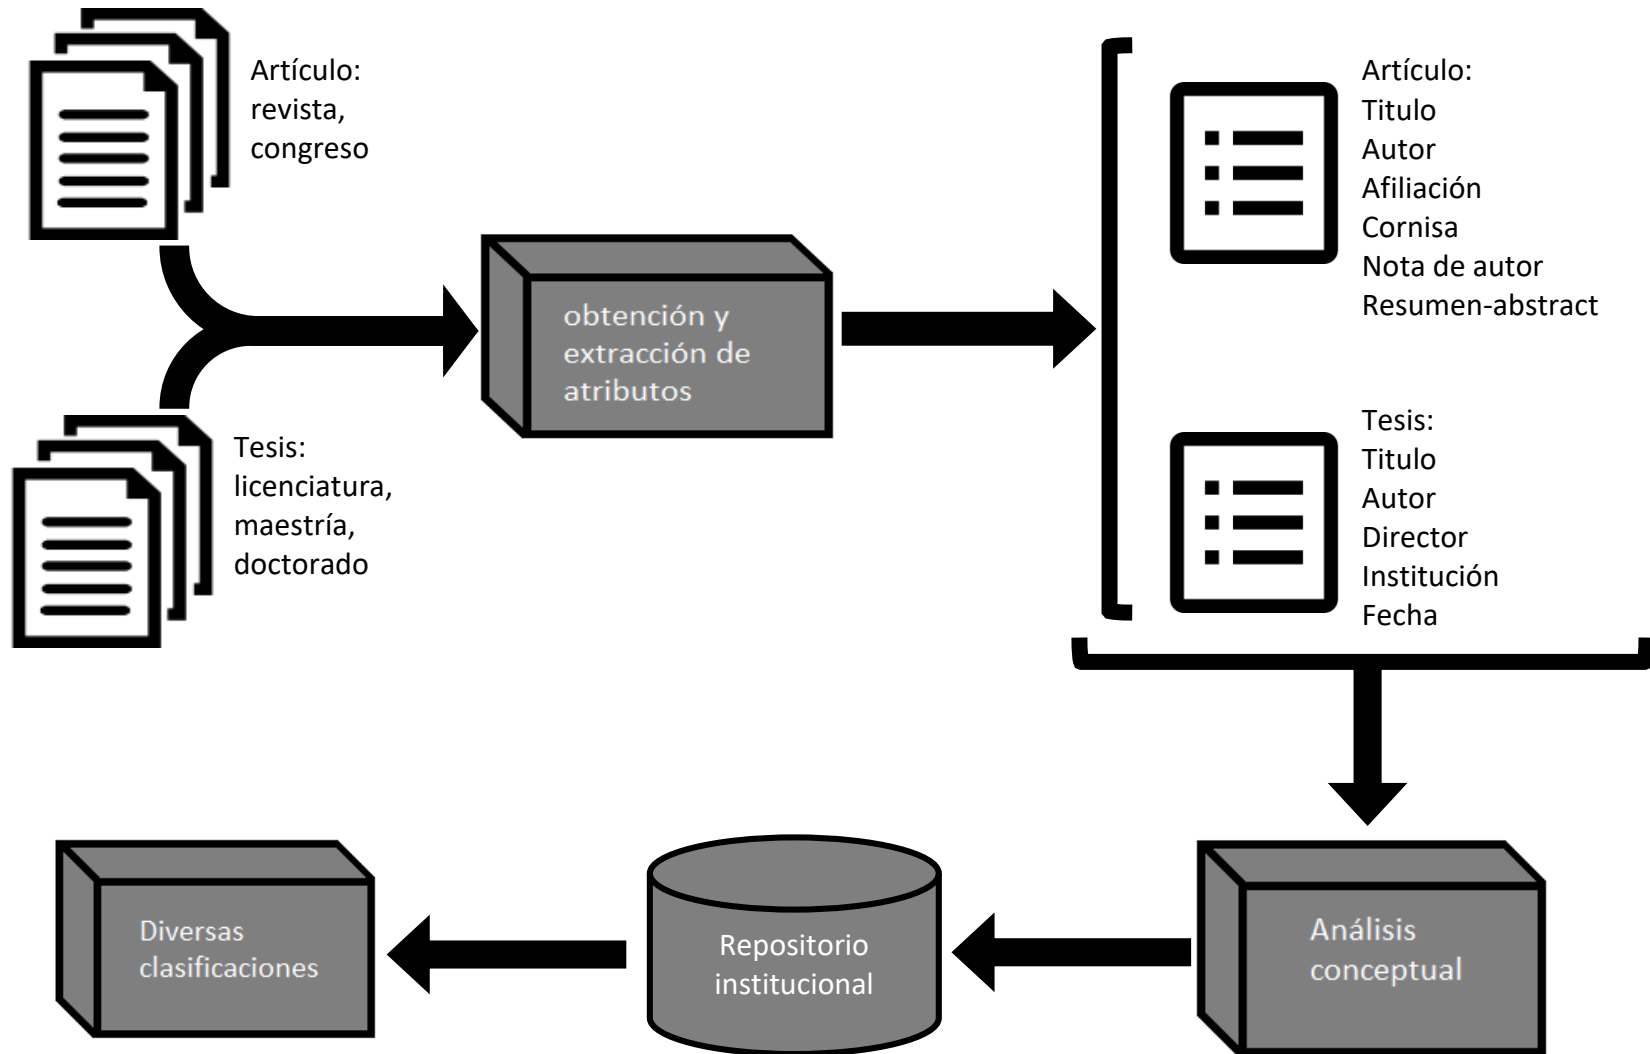 Artículo:
revista,
congreso
Tesis:
licenciatura,
maestría,
doctorado
obtención y
extracción de
atributos
Artículo:
Titulo
Autor
Afiliación
Cornisa
Nota de autor
Resumen-abstract
Tesis:
Titulo
Autor
Director
Institución
Fecha
Análisis
conceptual
Repositorio
institucional
Diversas
clasificaciones